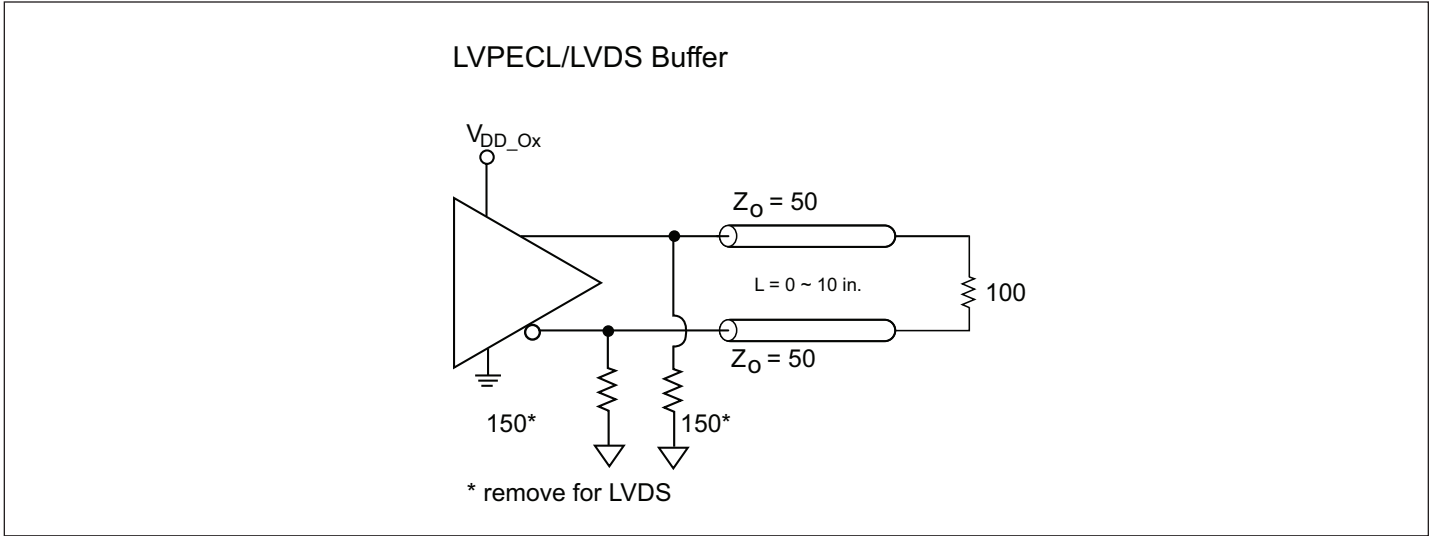 LVPECL/LVDS Buffer
VDD_Ox
Zo = 50
L = 0 ~ 10 in.
100
Zo = 50
150*
150*
* remove for LVDS